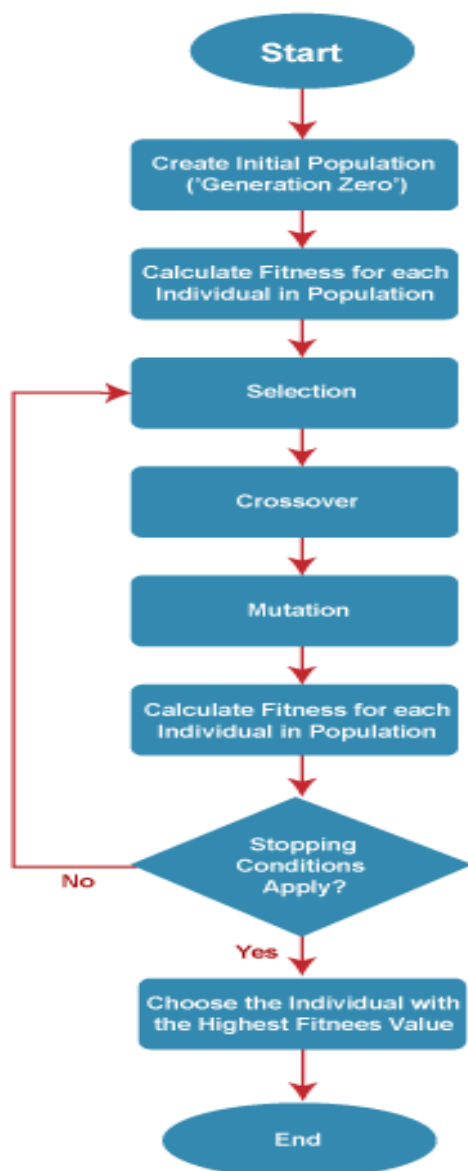 Start
Create Initial Population
('Generation Zero')
Calculate Fitness for each
Individual in Population
Selection
Crossover
Mutation
Calculate Fitness for each
Individual in Population
Stopping
Conditions
Apply?
No
Yes
Choose the Individual with
the Highest Fitnees Value
End